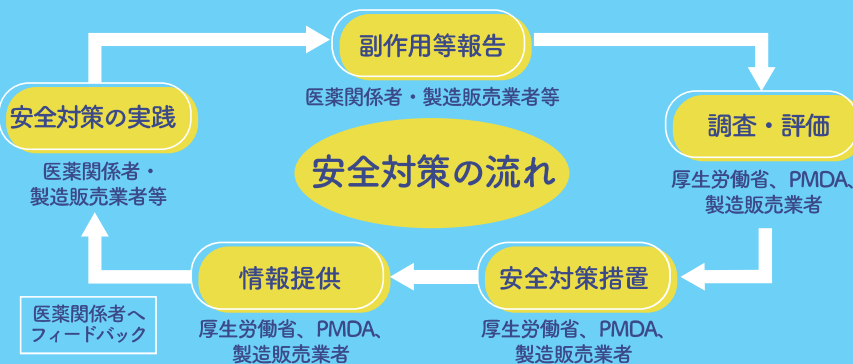 副作用等報告
医薬関係者・製造販売業者等
調査・評価
厚生労働省、PMDA、
製造販売業者
安全対策措置
厚生労働省、PMDA、
製造販売業者
情報提供
厚生労働省、PMDA、
製造販売業者
医薬関係者へ
フィードバック
安全対策の実践
医薬関係者・
製造販売業者等
安全対策の流れ